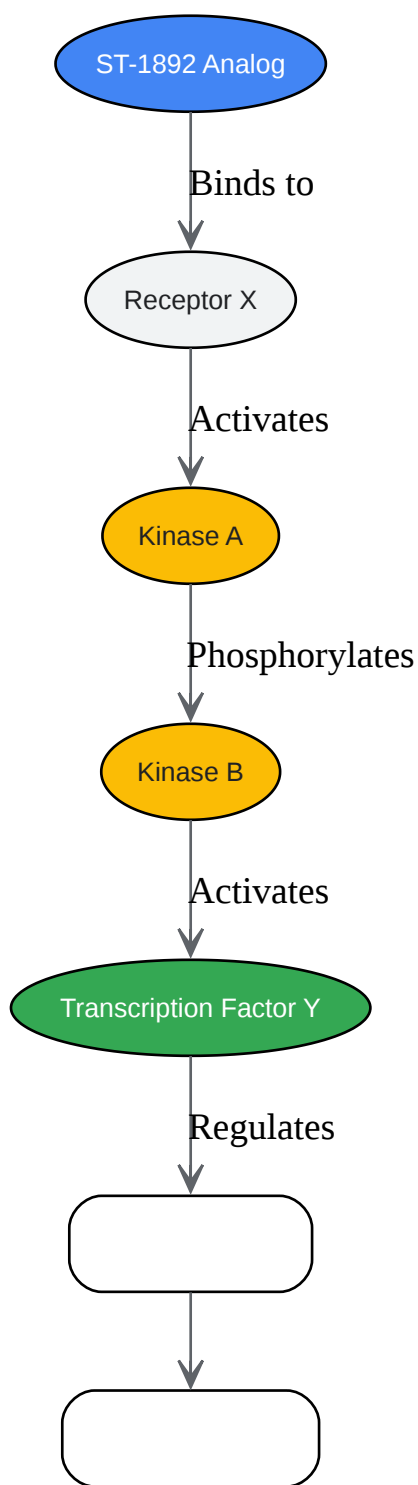 ST-1892 Analog
Binds to
Receptor X
Activates
Kinase A
Phosphorylates
Kinase B
Activates
Transcription Factor Y
Regulates